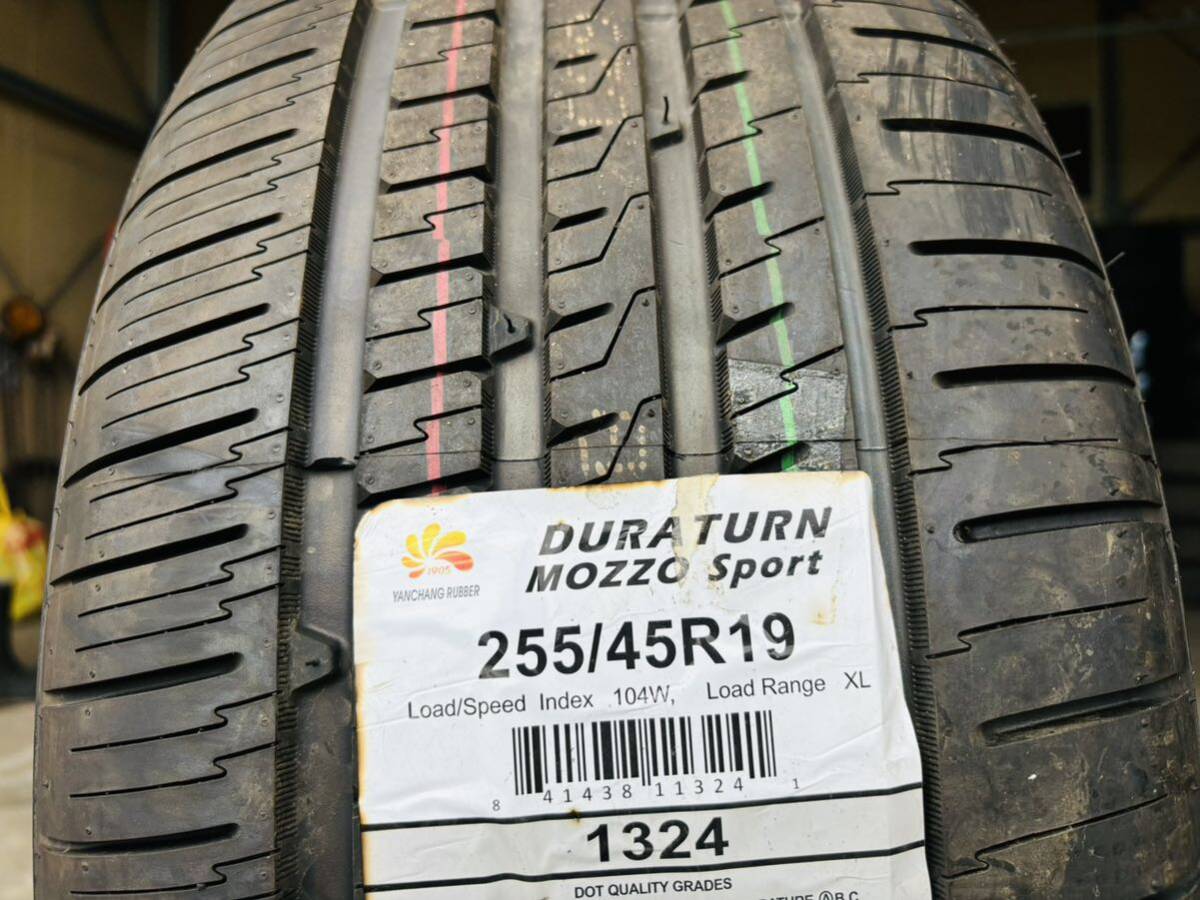 1905
YANCHANG RUBBER
DURATURN
MOZZO Sport
255/45R19
Load/Speed Index 104W, Load Range XL
8 41438 11324 1
1324
DOT QUALITY GRADES
ATURE Ⓐ B C